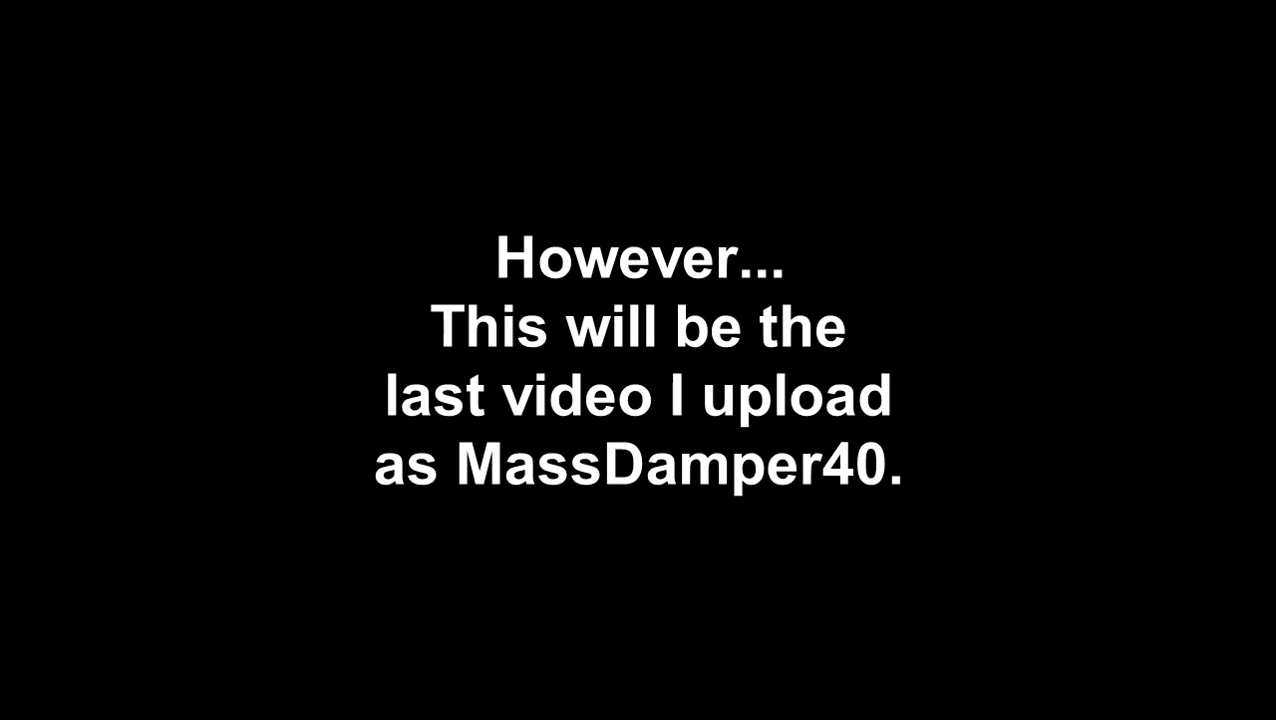 However...
This will be the
last video I upload
as MassDamper40.